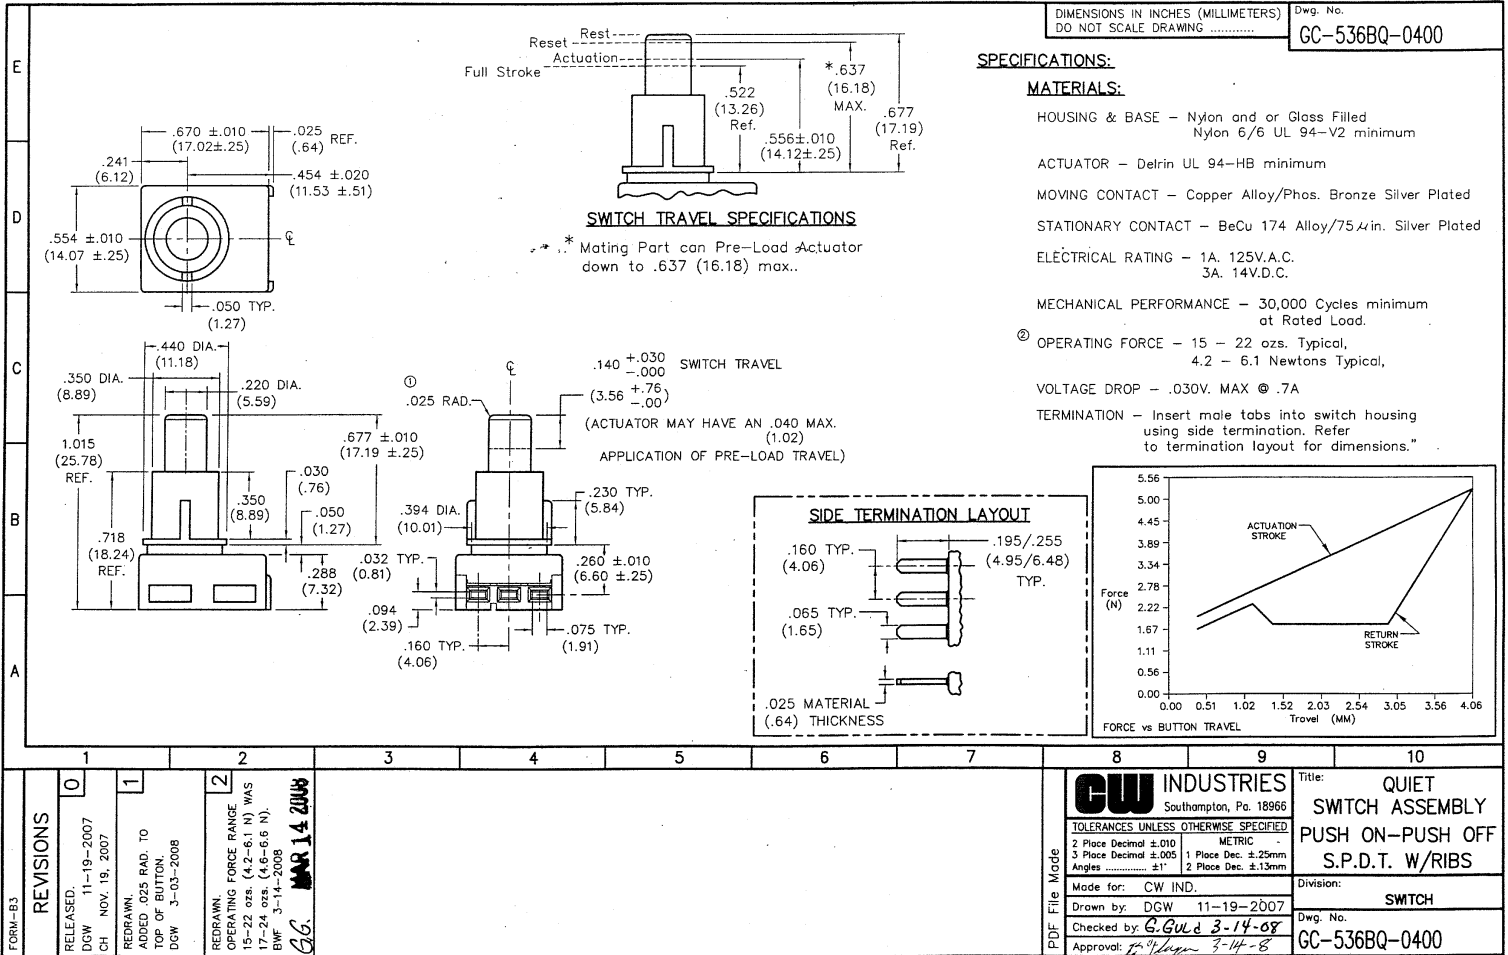 DIMENSIONS IN INCHES (MILLIMETERS)
DO NOT SCALE DRAWING ............
Dwg. No.
GC-536BQ-0400
E
D
C
B
A
Rest
Reset
Actuation
Full Stroke
.522
(13.26)
Ref.
*.637
(16.18)
MAX.
.556±.010
(14.12±.25)
.677
(17.19)
Ref.
SWITCH TRAVEL SPECIFICATIONS
* Mating Part can Pre-Load Actuator
down to .637 (16.18) max..
.670 ±.010
(17.02±.25)
.025
(.64) REF.
.241
(6.12)
.454 ±.020
(11.53 ±.51)
.554 ±.010
(14.07 ±.25)
℄
.050 TYP.
(1.27)
SPECIFICATIONS:
MATERIALS:
HOUSING & BASE - Nylon and or Glass Filled
Nylon 6/6 UL 94-V2 minimum
ACTUATOR - Delrin UL 94-HB minimum
MOVING CONTACT - Copper Alloy/Phos. Bronze Silver Plated
STATIONARY CONTACT - BeCu 174 Alloy/75μin. Silver Plated
ELECTRICAL RATING - 1A. 125V.A.C.
3A. 14V.D.C.
MECHANICAL PERFORMANCE - 30,000 Cycles minimum
at Rated Load.
② OPERATING FORCE - 15 - 22 ozs. Typical,
4.2 - 6.1 Newtons Typical,
VOLTAGE DROP - .030V. MAX @ .7A
TERMINATION - Insert male tabs into switch housing
using side termination. Refer
to termination layout for dimensions."
.440 DIA.
(11.18)
.350 DIA.
(8.89)
.220 DIA.
(5.59)
1.015
(25.78)
REF.
.677 ±.010
(17.19 ±.25)
.030
(.76)
.350
(8.89)
.050
(1.27)
.718
(18.24)
REF.
.288
(7.32)
①
.025 RAD.
℄
.140 +.030
-.000 SWITCH TRAVEL
(3.56 +.76
-.00)
(ACTUATOR MAY HAVE AN .040 MAX.
(1.02)
APPLICATION OF PRE-LOAD TRAVEL)
.394 DIA.
(10.01)
.230 TYP.
(5.84)
.032 TYP.
(0.81)
.260 ±.010
(6.60 ±.25)
.094
(2.39)
.160 TYP.
(4.06)
.075 TYP.
(1.91)
SIDE TERMINATION LAYOUT
.160 TYP.
(4.06)
.195/.255
(4.95/6.48)
TYP.
.065 TYP.
(1.65)
.025 MATERIAL
(.64) THICKNESS
5.56
5.00
4.45
3.89
3.34
2.78
2.22
1.67
1.11
0.56
0.00
Force
(N)
ACTUATION
STROKE
RETURN
STROKE
0.00 0.51 1.02 1.52 2.03 2.54 3.05 3.56 4.06
Travel (MM)
FORCE vs BUTTON TRAVEL
1 2 3 4 5 6 7 8 9 10
FORM-B3
REVISIONS
0
RELEASED.
DGW 11-19-2007
CH NOV. 19, 2007
1
REDRAWN.
ADDED .025 RAD. TO
TOP OF BUTTON.
DGW 3-03-2008
2
REDRAWN.
OPERATING FORCE RANGE
15-22 ozs. (4.2-6.1 N) WAS
17-24 ozs. (4.6-6.6 N).
BWF 3-14-2008
G.G. MAR 14 2008
PDF File Made
CW INDUSTRIES
Southampton, Pa. 18966
TOLERANCES UNLESS OTHERWISE SPECIFIED
2 Place Decimal ±.010
3 Place Decimal ±.005
Angles .............. ±1°
METRIC
1 Place Dec. ±.25mm
2 Place Dec. ±.13mm
Made for: CW IND.
Drawn by: DGW 11-19-2007
Checked by: G.Guld 3-14-08
Approval: 3-14-8
Title:
QUIET
SWITCH ASSEMBLY
PUSH ON-PUSH OFF
S.P.D.T. W/RIBS
Division:
SWITCH
Dwg. No.
GC-536BQ-0400